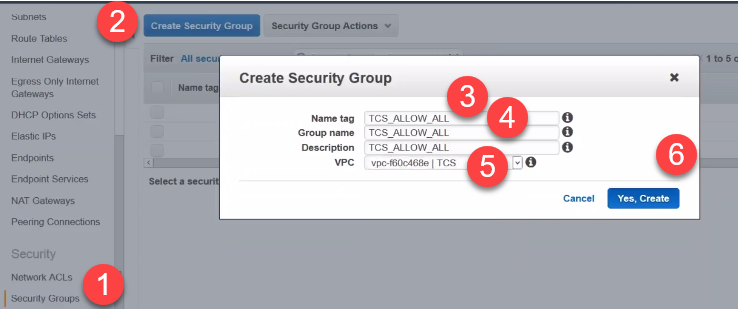 Subnets
Route Tables
Internet Gateways
Egress Only Internet
Gateways
DHCP Options Sets
Elastic IPs
Endpoints
Endpoint Services
NAT Gateways
Peering Connections
Security
Network ACLs
1
Security Groups
2
Create Security Group
Security Group Actions
Filter All secu
1 to 5 o
Name tag
Create Security Group
3
Name tag TCS_ALLOW_ALL
4
Group name TCS_ALLOW_ALL
Description TCS_ALLOW_ALL
VPC vpc-f60c468e | TCS
5
6
Select a securit
Cancel Yes, Create